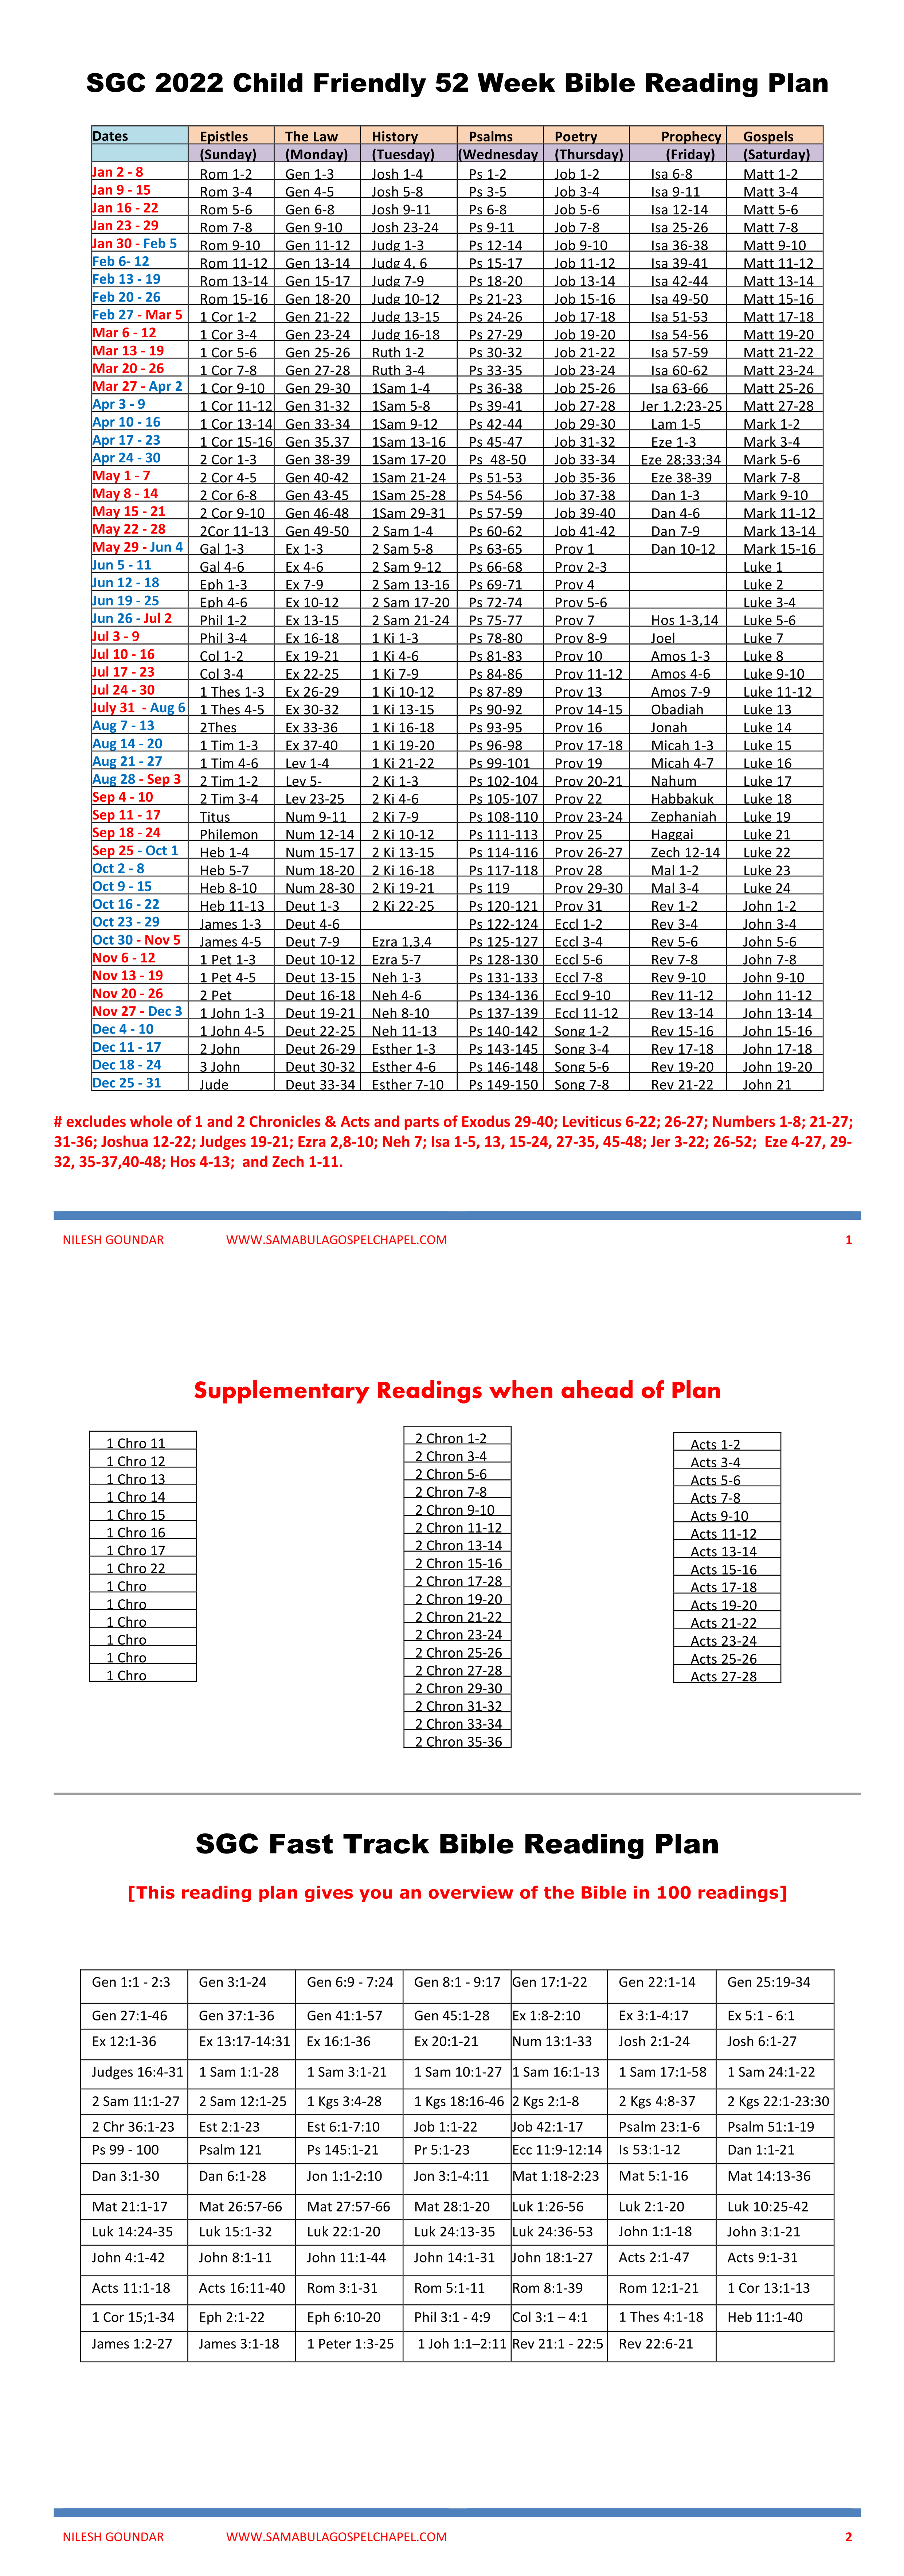 SGC 2022 Child Friendly 52 Week Bible Reading Plan
Dates Epistles The Law History Psalms Poetry Prophecy Gospels
(Sunday) (Monday) (Tuesday) (Wednesday (Thursday) (Friday) (Saturday)
Jan 2 - 8 Rom 1-2 Gen 1-3 Josh 1-4 Ps 1-2 Job 1-2 Isa 6-8 Matt 1-2
Jan 9 - 15 Rom 3-4 Gen 4-5 Josh 5-8 Ps 3-5 Job 3-4 Isa 9-11 Matt 3-4
Jan 16 - 22 Rom 5-6 Gen 6-8 Josh 9-11 Ps 6-8 Job 5-6 Isa 12-14 Matt 5-6
Jan 23 - 29 Rom 7-8 Gen 9-10 Josh 23-24 Ps 9-11 Job 7-8 Isa 25-26 Matt 7-8
Jan 30 - Feb 5 Rom 9-10 Gen 11-12 Judg 1-3 Ps 12-14 Job 9-10 Isa 36-38 Matt 9-10
Feb 6- 12 Rom 11-12 Gen 13-14 Judg 4, 6 Ps 15-17 Job 11-12 Isa 39-41 Matt 11-12
Feb 13 - 19 Rom 13-14 Gen 15-17 Judg 7-9 Ps 18-20 Job 13-14 Isa 42-44 Matt 13-14
Feb 20 - 26 Rom 15-16 Gen 18-20 Judg 10-12 Ps 21-23 Job 15-16 Isa 49-50 Matt 15-16
Feb 27 - Mar 5 1 Cor 1-2 Gen 21-22 Judg 13-15 Ps 24-26 Job 17-18 Isa 51-53 Matt 17-18
Mar 6 - 12 1 Cor 3-4 Gen 23-24 Judg 16-18 Ps 27-29 Job 19-20 Isa 54-56 Matt 19-20
Mar 13 - 19 1 Cor 5-6 Gen 25-26 Ruth 1-2 Ps 30-32 Job 21-22 Isa 57-59 Matt 21-22
Mar 20 - 26 1 Cor 7-8 Gen 27-28 Ruth 3-4 Ps 33-35 Job 23-24 Isa 60-62 Matt 23-24
Mar 27 - Apr 2 1 Cor 9-10 Gen 29-30 1Sam 1-4 Ps 36-38 Job 25-26 Isa 63-66 Matt 25-26
Apr 3 - 9 1 Cor 11-12 Gen 31-32 1Sam 5-8 Ps 39-41 Job 27-28 Jer 1,2;23-25 Matt 27-28
Apr 10 - 16 1 Cor 13-14 Gen 33-34 1Sam 9-12 Ps 42-44 Job 29-30 Lam 1-5 Mark 1-2
Apr 17 - 23 1 Cor 15-16 Gen 35,37 1Sam 13-16 Ps 45-47 Job 31-32 Eze 1-3 Mark 3-4
Apr 24 - 30 2 Cor 1-3 Gen 38-39 1Sam 17-20 Ps 48-50 Job 33-34 Eze 28;33;34 Mark 5-6
May 1 - 7 2 Cor 4-5 Gen 40-42 1Sam 21-24 Ps 51-53 Job 35-36 Eze 38-39 Mark 7-8
May 8 - 14 2 Cor 6-8 Gen 43-45 1Sam 25-28 Ps 54-56 Job 37-38 Dan 1-3 Mark 9-10
May 15 - 21 2 Cor 9-10 Gen 46-48 1Sam 29-31 Ps 57-59 Job 39-40 Dan 4-6 Mark 11-12
May 22 - 28 2Cor 11-13 Gen 49-50 2 Sam 1-4 Ps 60-62 Job 41-42 Dan 7-9 Mark 13-14
May 29 - Jun 4 Gal 1-3 Ex 1-3 2 Sam 5-8 Ps 63-65 Prov 1 Dan 10-12 Mark 15-16
Jun 5 - 11 Gal 4-6 Ex 4-6 2 Sam 9-12 Ps 66-68 Prov 2-3 Luke 1
Jun 12 - 18 Eph 1-3 Ex 7-9 2 Sam 13-16 Ps 69-71 Prov 4 Luke 2
Jun 19 - 25 Eph 4-6 Ex 10-12 2 Sam 17-20 Ps 72-74 Prov 5-6 Luke 3-4
Jun 26 - Jul 2 Phil 1-2 Ex 13-15 2 Sam 21-24 Ps 75-77 Prov 7 Hos 1-3,14 Luke 5-6
Jul 3 - 9 Phil 3-4 Ex 16-18 1 Ki 1-3 Ps 78-80 Prov 8-9 Joel Luke 7
Jul 10 - 16 Col 1-2 Ex 19-21 1 Ki 4-6 Ps 81-83 Prov 10 Amos 1-3 Luke 8
Jul 17 - 23 Col 3-4 Ex 22-25 1 Ki 7-9 Ps 84-86 Prov 11-12 Amos 4-6 Luke 9-10
Jul 24 - 30 1 Thes 1-3 Ex 26-29 1 Ki 10-12 Ps 87-89 Prov 13 Amos 7-9 Luke 11-12
July 31 - Aug 6 1 Thes 4-5 Ex 30-32 1 Ki 13-15 Ps 90-92 Prov 14-15 Obadiah Luke 13
Aug 7 - 13 2Thes Ex 33-36 1 Ki 16-18 Ps 93-95 Prov 16 Jonah Luke 14
Aug 14 - 20 1 Tim 1-3 Ex 37-40 1 Ki 19-20 Ps 96-98 Prov 17-18 Micah 1-3 Luke 15
Aug 21 - 27 1 Tim 4-6 Lev 1-4 1 Ki 21-22 Ps 99-101 Prov 19 Micah 4-7 Luke 16
Aug 28 - Sep 3 2 Tim 1-2 Lev 5- 2 Ki 1-3 Ps 102-104 Prov 20-21 Nahum Luke 17
Sep 4 - 10 2 Tim 3-4 Lev 23-25 2 Ki 4-6 Ps 105-107 Prov 22 Habbakuk Luke 18
Sep 11 - 17 Titus Num 9-11 2 Ki 7-9 Ps 108-110 Prov 23-24 Zephaniah Luke 19
Sep 18 - 24 Philemon Num 12-14 2 Ki 10-12 Ps 111-113 Prov 25 Haggai Luke 21
Sep 25 - Oct 1 Heb 1-4 Num 15-17 2 Ki 13-15 Ps 114-116 Prov 26-27 Zech 12-14 Luke 22
Oct 2 - 8 Heb 5-7 Num 18-20 2 Ki 16-18 Ps 117-118 Prov 28 Mal 1-2 Luke 23
Oct 9 - 15 Heb 8-10 Num 28-30 2 Ki 19-21 Ps 119 Prov 29-30 Mal 3-4 Luke 24
Oct 16 - 22 Heb 11-13 Deut 1-3 2 Ki 22-25 Ps 120-121 Prov 31 Rev 1-2 John 1-2
Oct 23 - 29 James 1-3 Deut 4-6 Ps 122-124 Eccl 1-2 Rev 3-4 John 3-4
Oct 30 - Nov 5 James 4-5 Deut 7-9 Ezra 1,3,4 Ps 125-127 Eccl 3-4 Rev 5-6 John 5-6
Nov 6 - 12 1 Pet 1-3 Deut 10-12 Ezra 5-7 Ps 128-130 Eccl 5-6 Rev 7-8 John 7-8
Nov 13 - 19 1 Pet 4-5 Deut 13-15 Neh 1-3 Ps 131-133 Eccl 7-8 Rev 9-10 John 9-10
Nov 20 - 26 2 Pet Deut 16-18 Neh 4-6 Ps 134-136 Eccl 9-10 Rev 11-12 John 11-12
Nov 27 - Dec 3 1 John 1-3 Deut 19-21 Neh 8-10 Ps 137-139 Eccl 11-12 Rev 13-14 John 13-14
Dec 4 - 10 1 John 4-5 Deut 22-25 Neh 11-13 Ps 140-142 Song 1-2 Rev 15-16 John 15-16
Dec 11 - 17 2 John Deut 26-29 Esther 1-3 Ps 143-145 Song 3-4 Rev 17-18 John 17-18
Dec 18 - 24 3 John Deut 30-32 Esther 4-6 Ps 146-148 Song 5-6 Rev 19-20 John 19-20
Dec 25 - 31 Jude Deut 33-34 Esther 7-10 Ps 149-150 Song 7-8 Rev 21-22 John 21
# excludes whole of 1 and 2 Chronicles & Acts and parts of Exodus 29-40; Leviticus 6-22; 26-27; Numbers 1-8; 21-27;
31-36; Joshua 12-22; Judges 19-21; Ezra 2,8-10; Neh 7; Isa 1-5, 13, 15-24, 27-35, 45-48; Jer 3-22; 26-52; Eze 4-27, 29-
32, 35-37,40-48; Hos 4-13; and Zech 1-11.
NILESH GOUNDAR WWW.SAMABULAGOSPELCHAPEL.COM 1
Supplementary Readings when ahead of Plan
1 Chro 11
1 Chro 12
1 Chro 13
1 Chro 14
1 Chro 15
1 Chro 16
1 Chro 17
1 Chro 22
1 Chro
1 Chro
1 Chro
1 Chro
1 Chro
1 Chro
2 Chron 1-2
2 Chron 3-4
2 Chron 5-6
2 Chron 7-8
2 Chron 9-10
2 Chron 11-12
2 Chron 13-14
2 Chron 15-16
2 Chron 17-28
2 Chron 19-20
2 Chron 21-22
2 Chron 23-24
2 Chron 25-26
2 Chron 27-28
2 Chron 29-30
2 Chron 31-32
2 Chron 33-34
2 Chron 35-36
Acts 1-2
Acts 3-4
Acts 5-6
Acts 7-8
Acts 9-10
Acts 11-12
Acts 13-14
Acts 15-16
Acts 17-18
Acts 19-20
Acts 21-22
Acts 23-24
Acts 25-26
Acts 27-28
SGC Fast Track Bible Reading Plan
[This reading plan gives you an overview of the Bible in 100 readings]
Gen 1:1 - 2:3 Gen 3:1-24 Gen 6:9 - 7:24 Gen 8:1 - 9:17 Gen 17:1-22 Gen 22:1-14 Gen 25:19-34
Gen 27:1-46 Gen 37:1-36 Gen 41:1-57 Gen 45:1-28 Ex 1:8-2:10 Ex 3:1-4:17 Ex 5:1 - 6:1
Ex 12:1-36 Ex 13:17-14:31 Ex 16:1-36 Ex 20:1-21 Num 13:1-33 Josh 2:1-24 Josh 6:1-27
Judges 16:4-31 1 Sam 1:1-28 1 Sam 3:1-21 1 Sam 10:1-27 1 Sam 16:1-13 1 Sam 17:1-58 1 Sam 24:1-22
2 Sam 11:1-27 2 Sam 12:1-25 1 Kgs 3:4-28 1 Kgs 18:16-46 2 Kgs 2:1-8 2 Kgs 4:8-37 2 Kgs 22:1-23:30
2 Chr 36:1-23 Est 2:1-23 Est 6:1-7:10 Job 1:1-22 Job 42:1-17 Psalm 23:1-6 Psalm 51:1-19
Ps 99 - 100 Psalm 121 Ps 145:1-21 Pr 5:1-23 Ecc 11:9-12:14 Is 53:1-12 Dan 1:1-21
Dan 3:1-30 Dan 6:1-28 Jon 1:1-2:10 Jon 3:1-4:11 Mat 1:18-2:23 Mat 5:1-16 Mat 14:13-36
Mat 21:1-17 Mat 26:57-66 Mat 27:57-66 Mat 28:1-20 Luk 1:26-56 Luk 2:1-20 Luk 10:25-42
Luk 14:24-35 Luk 15:1-32 Luk 22:1-20 Luk 24:13-35 Luk 24:36-53 John 1:1-18 John 3:1-21
John 4:1-42 John 8:1-11 John 11:1-44 John 14:1-31 John 18:1-27 Acts 2:1-47 Acts 9:1-31
Acts 11:1-18 Acts 16:11-40 Rom 3:1-31 Rom 5:1-11 Rom 8:1-39 Rom 12:1-21 1 Cor 13:1-13
1 Cor 15;1-34 Eph 2:1-22 Eph 6:10-20 Phil 3:1 - 4:9 Col 3:1 – 4:1 1 Thes 4:1-18 Heb 11:1-40
James 1:2-27 James 3:1-18 1 Peter 1:3-25 1 Joh 1:1–2:11 Rev 21:1 - 22:5 Rev 22:6-21
NILESH GOUNDAR WWW.SAMABULAGOSPELCHAPEL.COM 2